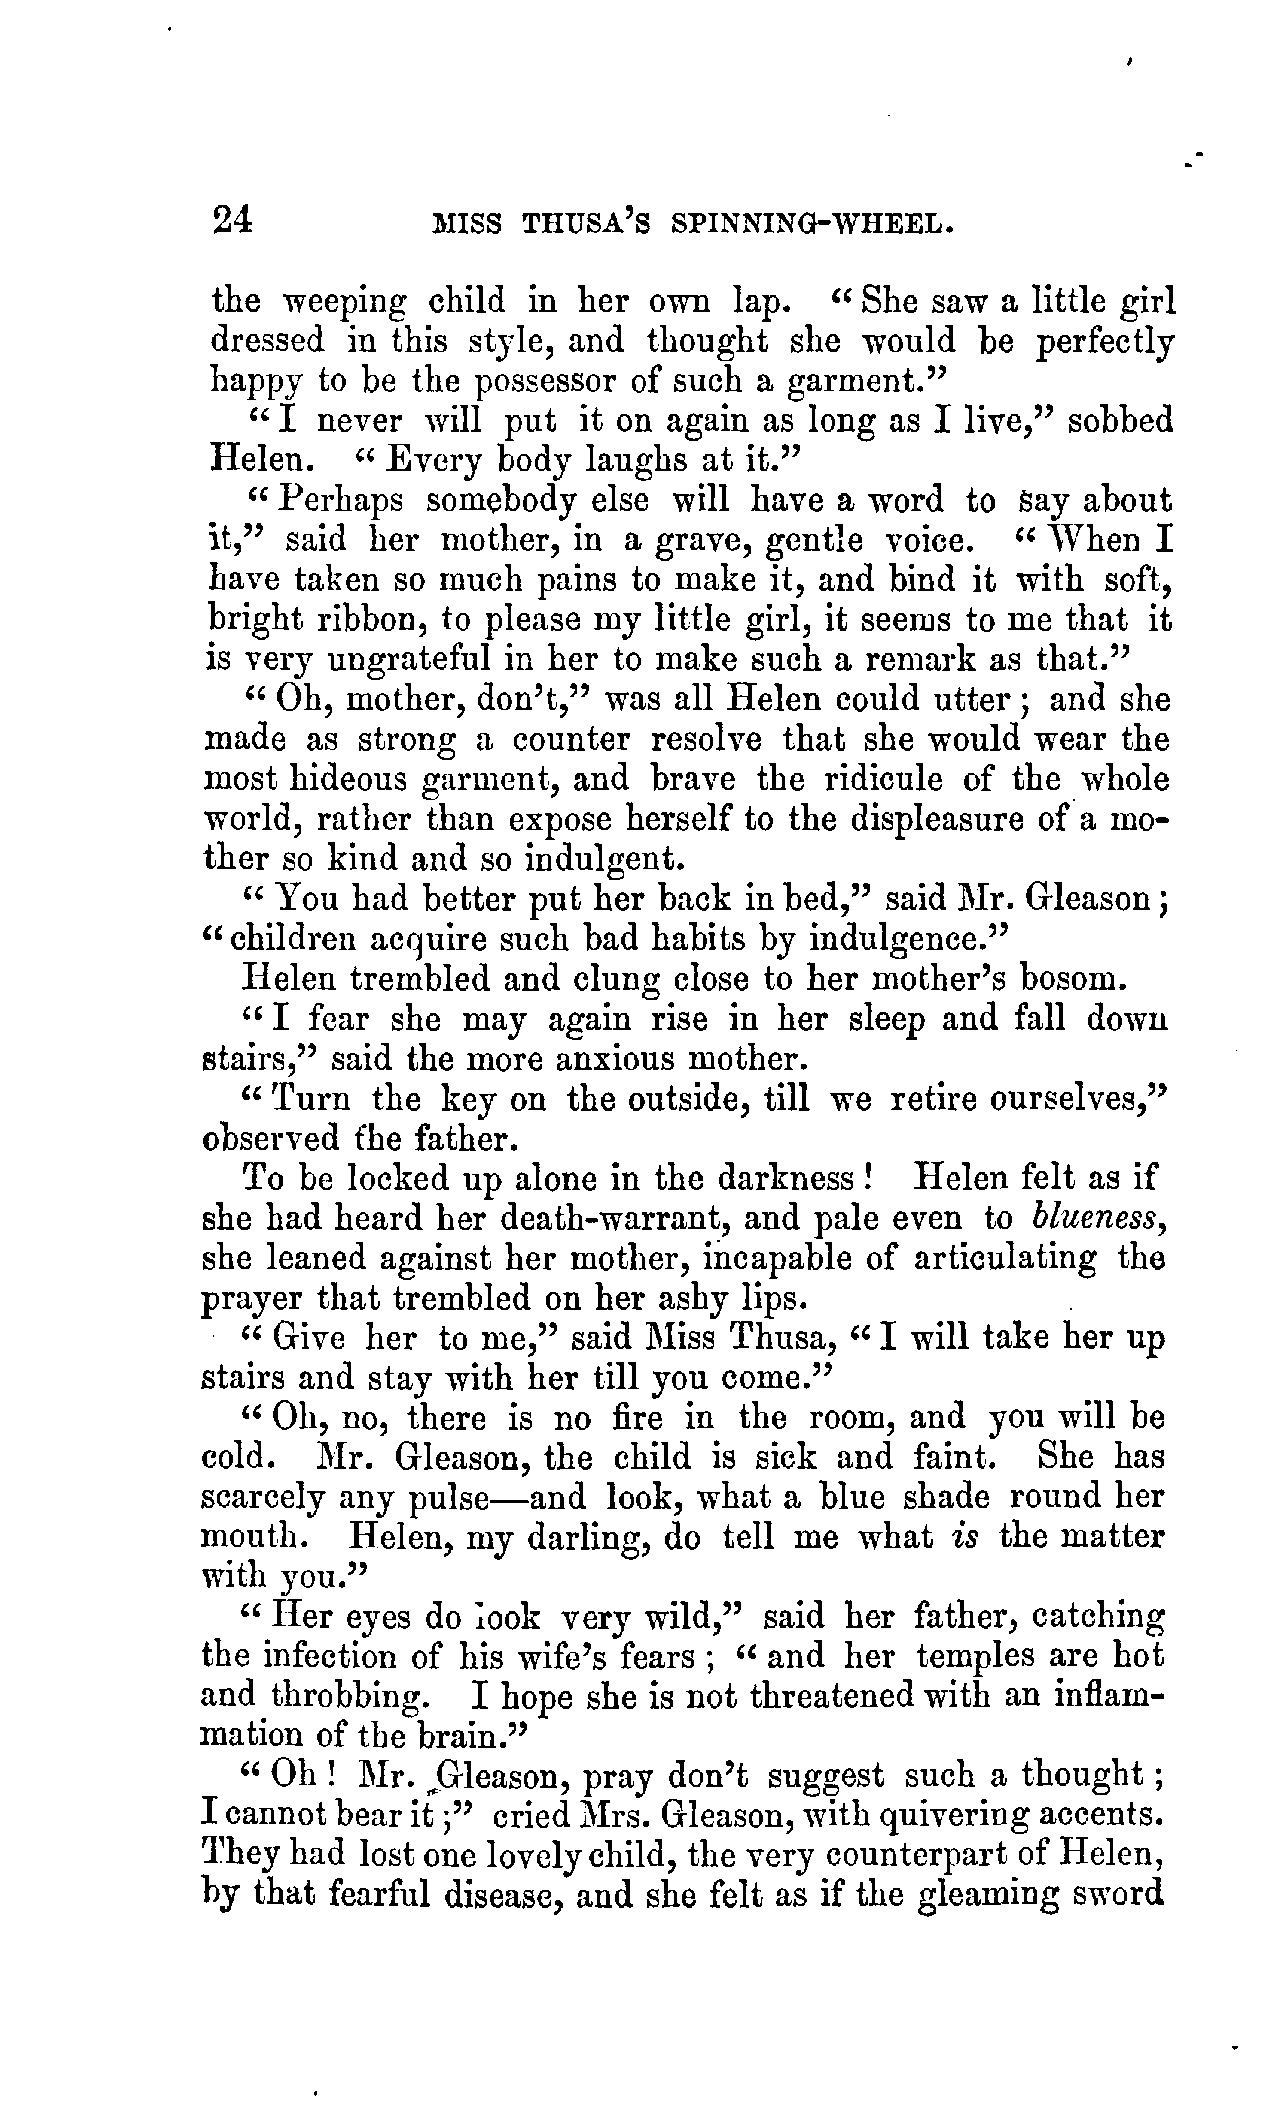 24 MISS THUSA'S SPINNING-WHEEL.
the weeping child in her own lap. "She saw a little girl
dressed in this style, and thought she would be perfectly
happy to be the possessor of such a garment."
"I never will put it on again as long as I live," sobbed
Helen. "Every body laughs at it."
"Perhaps somebody else will have a word to say about
it," said her mother, in a grave, gentle voice. "When I
have taken so much pains to make it, and bind it with soft,
bright ribbon, to please my little girl, it seems to me that it
is very ungrateful in her to make such a remark as that."
"Oh, mother, don't," was all Helen could utter; and she
made as strong a counter resolve that she would wear the
most hideous garment, and brave the ridicule of the whole
world, rather than expose herself to the displeasure of a mo-
ther so kind and so indulgent.
"You had better put her back in bed," said Mr. Gleason;
"children acquire such bad habits by indulgence."
Helen trembled and clung close to her mother's bosom.
"I fear she may again rise in her sleep and fall down
stairs," said the more anxious mother.
"Turn the key on the outside, till we retire ourselves,"
observed the father.
To be locked up alone in the darkness! Helen felt as if
she had heard her death-warrant, and pale even to blueness,
she leaned against her mother, incapable of articulating the
prayer that trembled on her ashy lips.
"Give her to me," said Miss Thusa, "I will take her up
stairs and stay with her till you come."
"Oh, no, there is no fire in the room, and you will be
cold. Mr. Gleason, the child is sick and faint. She has
scarcely any pulse—and look, what a blue shade round her
mouth. Helen, my darling, do tell me what is the matter
with you."
"Her eyes do look very wild," said her father, catching
the infection of his wife's fears; "and her temples are hot
and throbbing. I hope she is not threatened with an inflam-
mation of the brain."
"Oh! Mr. Gleason, pray don't suggest such a thought;
I cannot bear it;" cried Mrs. Gleason, with quivering accents.
They had lost one lovely child, the very counterpart of Helen,
by that fearful disease, and she felt as if the gleaming sword